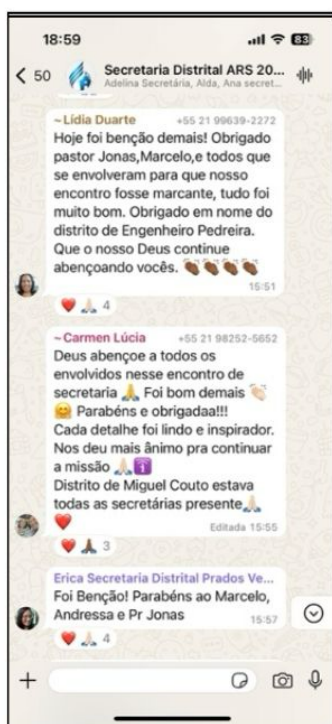 18:59
83
50
Secretaria Distrital ARS 20...
Adelina Secretária, Alda, Ana secret...
~Lídia Duarte +55 21 99639-2272
Hoje foi benção demais! Obrigado
pastor Jonas,Marcelo,e todos que
se envolveram para que nosso
encontro fosse marcante, tudo foi
muito bom. Obrigado em nome do
distrito de Engenheiro Pedreira.
Que o nosso Deus continue
abençoando vocês. 👏🏾👏🏾👏🏾👏🏾
15:51
❤️🙏🏻 4
~Carmen Lúcia +55 21 98252-5652
Deus abençoe a todos os
envolvidos nesse encontro de
secretaria 🙏 Foi bom demais 👏🏻
🤗 Parabéns e obrigadaa!!!
Cada detalhe foi lindo e inspirador.
Nos deu mais ânimo pra continuar
a missão 🙏🏻✝️
Distrito de Miguel Couto estava
todas as secretárias presente🙏🏻
❤️
Editada 15:55
❤️🙏🏾 3
Erica Secretaria Distrital Prados Ve...
Foi Benção! Parabéns ao Marcelo,
Andressa e Pr Jonas
15:57
❤️🙏🏻 4